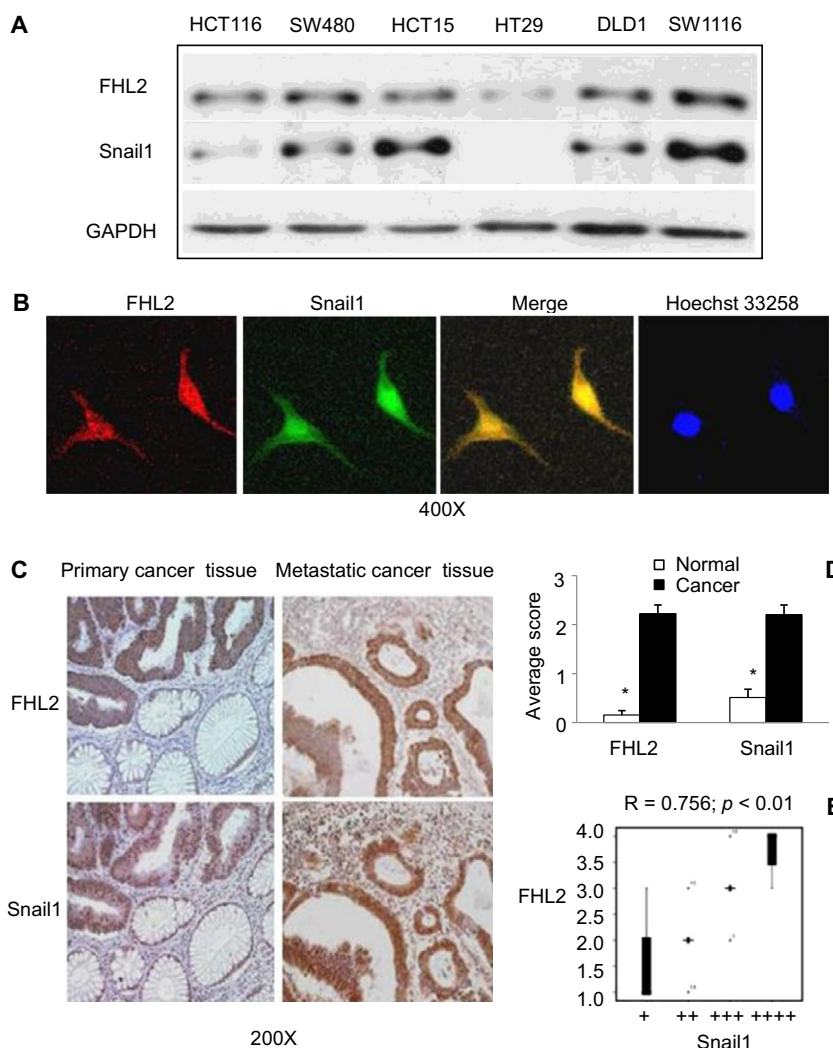 A
HCT116 SW480 HCT15 HT29 DLD1 SW1116
FHL2
Snail1
GAPDH
B
FHL2 Snail1 Merge Hoechst 33258
400X
C
Primary cancer tissue Metastatic cancer tissue
FHL2
Snail1
200X
D
Normal
Cancer
Average score
3
2
1
0
*
*
FHL2 Snail1
R = 0.756; p < 0.01
FHL2
4.0
3.5
3.0
2.5
2.0
1.5
1.0
+ ++ +++ ++++
Snail1